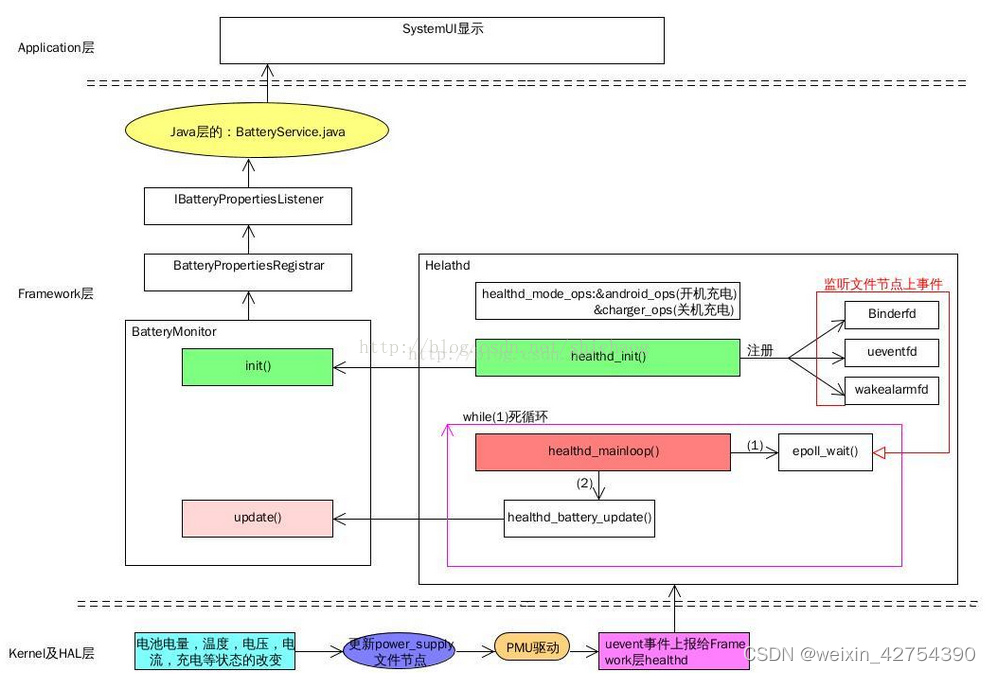 SystemUI显示
Application层
Java层的：BatteryService.java
IBatteryPropertiesListener
BatteryPropertiesRegistrar
Framework层
BatteryMonitor
init()
update()
Helathd
healthd_mode_ops:&android_ops(开机充电)
&charger_ops(关机充电)
healthd_init()
注册
监听文件节点上事件
Binderfd
ueventfd
wakealarmfd
while(1)死循环
healthd_mainloop()
(1)
epoll_wait()
(2)
healthd_battery_update()
Kernel及HAL层
电池电量，温度，电压，电
流，充电等状态的改变
更新power_supply
文件节点
PMU驱动
uevent事件上报给Frame
work层healthd
CSDN @weixin_42754390